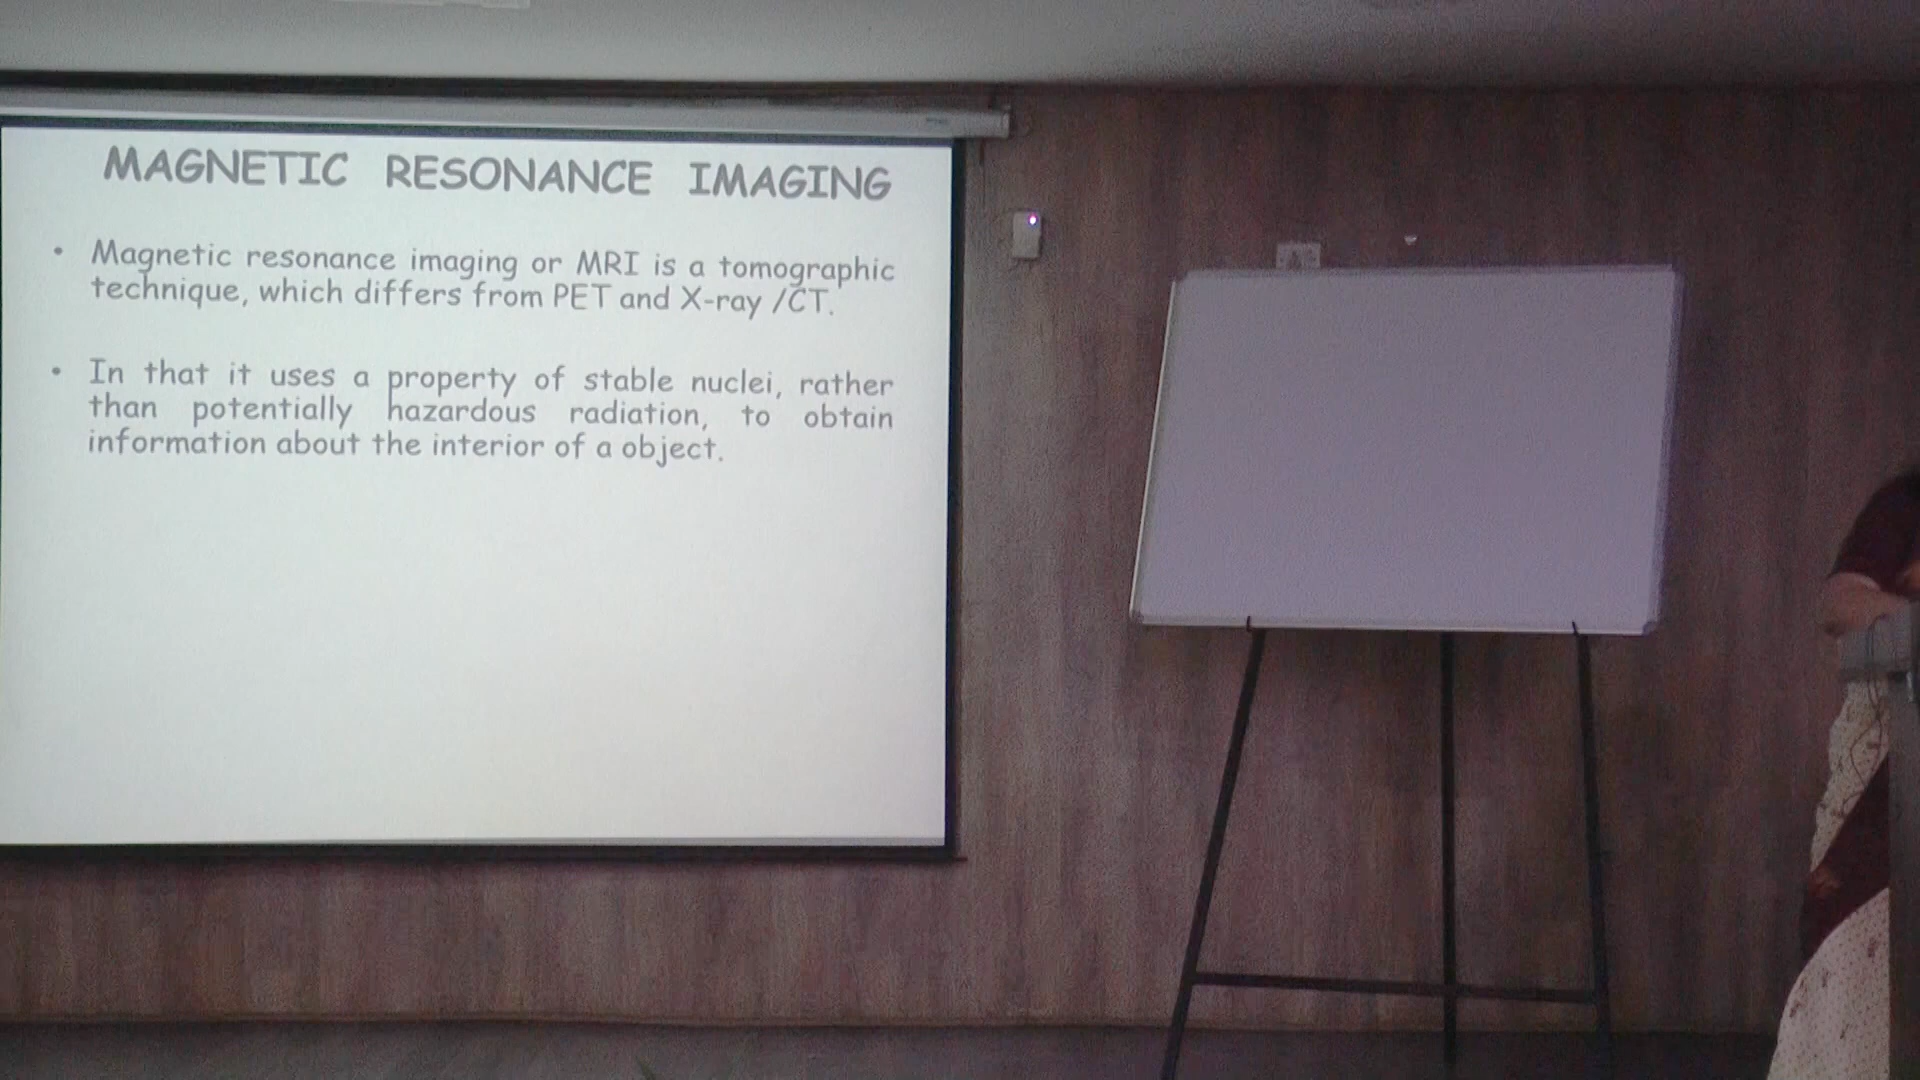 MAGNETIC RESONANCE IMAGING
• Magnetic resonance imaging or MRI is a tomographic
technique, which differs from PET and X-ray /CT.
• In that it uses a property of stable nuclei, rather
than potentially hazardous radiation, to obtain
information about the interior of a object.